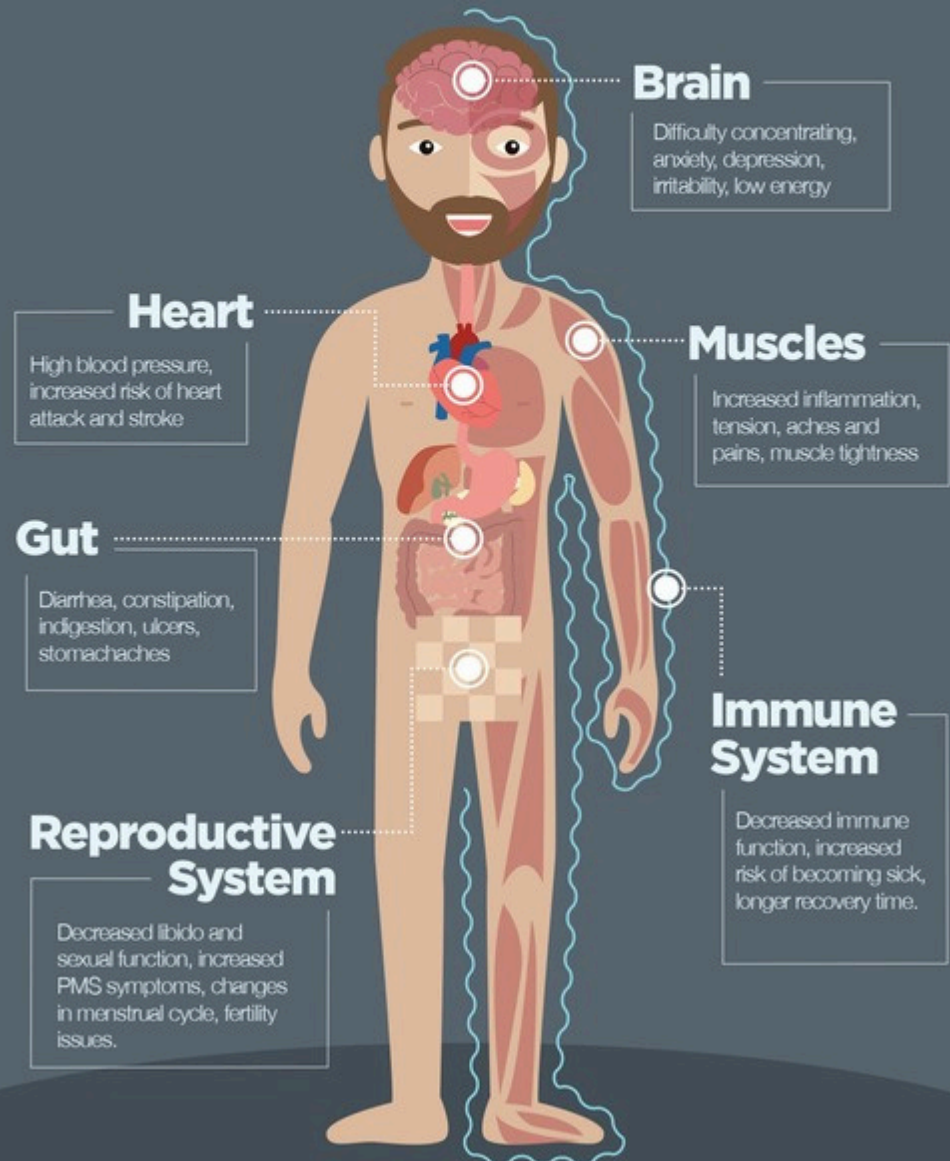 Brain
Difficulty concentrating,
anxiety, depression,
irritability, low energy
Heart
High blood pressure,
increased risk of heart
attack and stroke
Muscles
Increased inflammation,
tension, aches and
pains, muscle tightness
Gut
Diarrhea, constipation,
indigestion, ulcers,
stomachaches
Immune
System
Decreased immune
function, increased
risk of becoming sick,
longer recovery time.
Reproductive
System
Decreased libido and
sexual function, increased
PMS symptoms, changes
in menstrual cycle, fertility
issues.